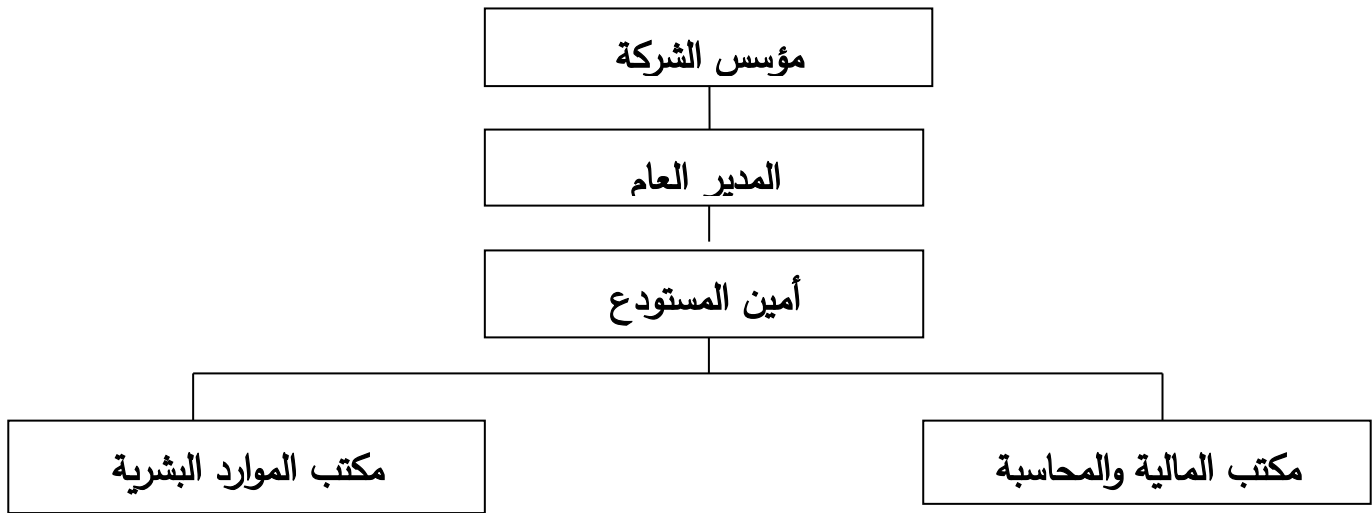 مؤسس الشركة
المدير العام
أمين المستودع
مكتب المالية والمحاسبة
مكتب الموارد البشرية